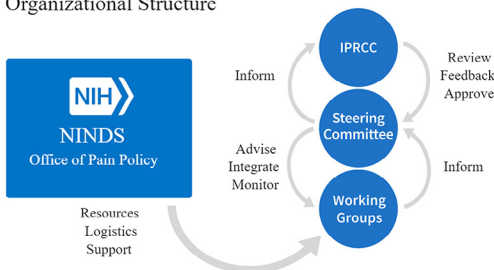 Organizational Structure
NIH
NINDS
Office of Pain Policy
Resources
Logistics
Support
IPRCC
Steering
Committee
Working
Groups
Inform
Review
Feedback
Approve
Advise
Integrate
Monitor
Inform